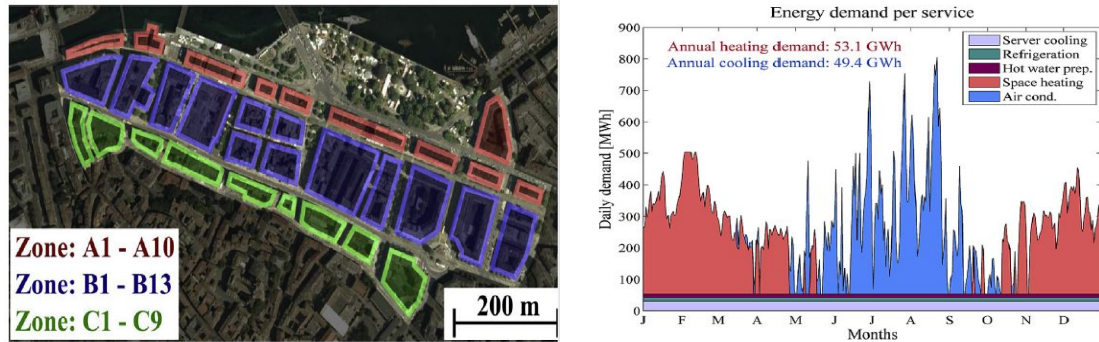 Zone: A1 - A10
Zone: B1 - B13
Zone: C1 - C9
200 m
Energy demand per service
Annual heating demand: 53.1 GWh
Annual cooling demand: 49.4 GWh
Server cooling
Refrigeration
Hot water prep.
Space heating
Air cond.
Daily demand [MWh]
900
800
700
600
500
400
300
200
100
0
J F M A M J J A S O N D
Months